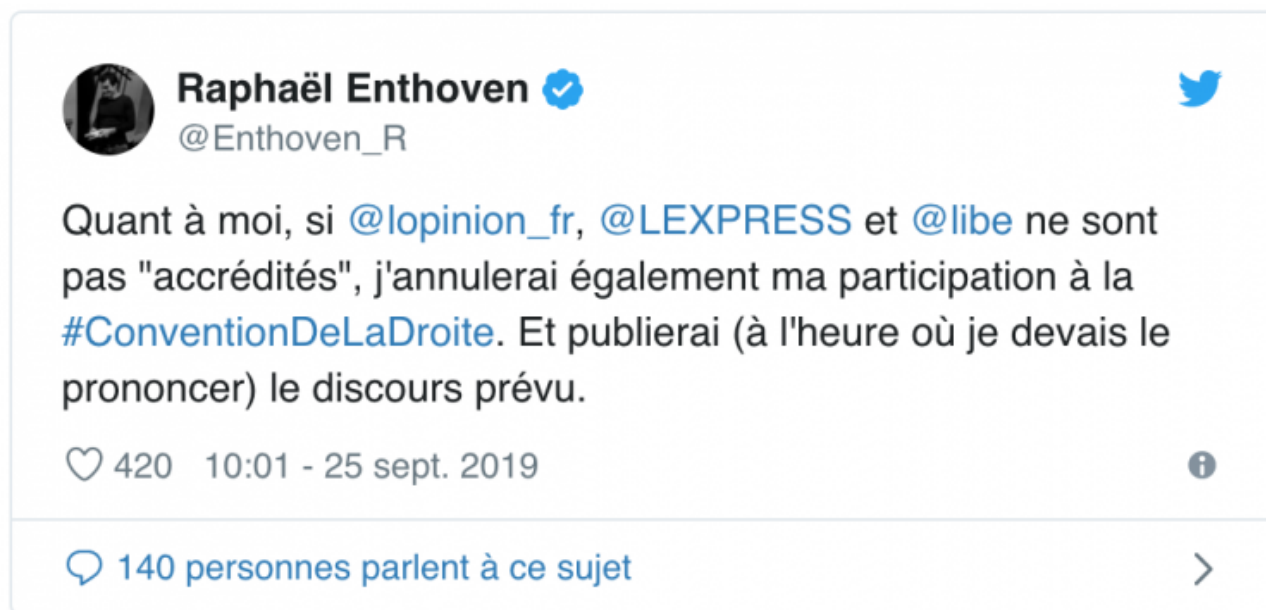 Raphaël Enthoven
@Enthoven_R
Quant à moi, si @lopinion_fr, @LEXPRESS et @libe ne sont
pas "accrédités", j'annulerai également ma participation à la
#ConventionDeLaDroite. Et publierai (à l'heure où je devais le
prononcer) le discours prévu.
420 10:01 - 25 sept. 2019
140 personnes parlent à ce sujet